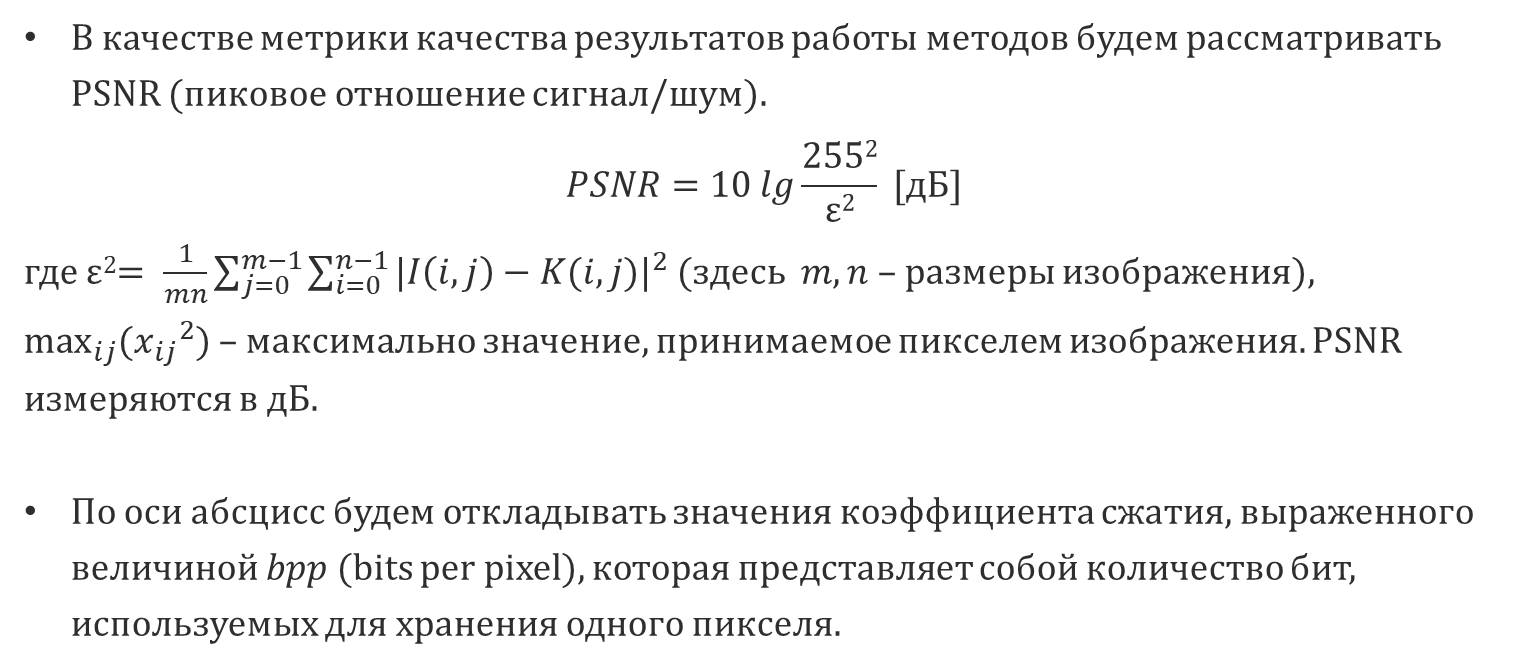 • В качестве метрики качества результатов работы методов будем рассматривать
PSNR (пиковое отношение сигнал/шум).
PSNR = 10 lg 255²/ε² [дБ]
где ε²= 1/mn ∑_{j=0}^{m−1} ∑_{i=0}^{n−1} |I(i,j) − K(i,j)|² (здесь m,n – размеры изображения),
max_{ij}(x_{ij}²) – максимально значение, принимаемое пикселем изображения. PSNR
измеряются в дБ.
• По оси абсцисс будем откладывать значения коэффициента сжатия, выраженного
величиной bpp (bits per pixel), которая представляет собой количество бит,
используемых для хранения одного пикселя.